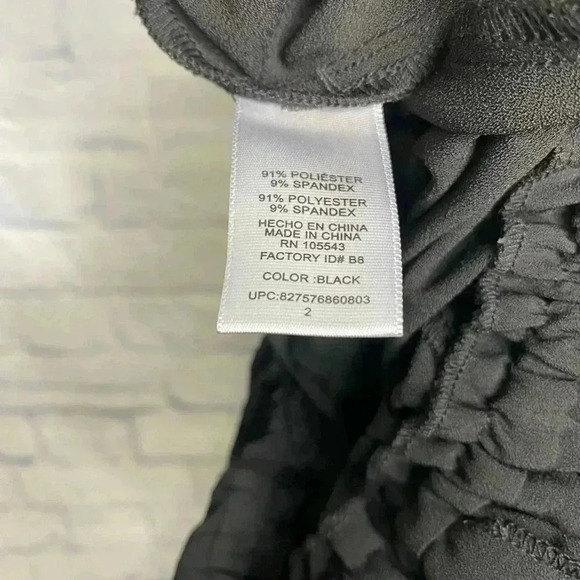 91% POLIÉSTER
9% SPANDEX
91% POLYESTER
9% SPANDEX
HECHO EN CHINA
MADE IN CHINA
RN 105543
FACTORY ID# B8
COLOR :BLACK
UPC:827576860803
2